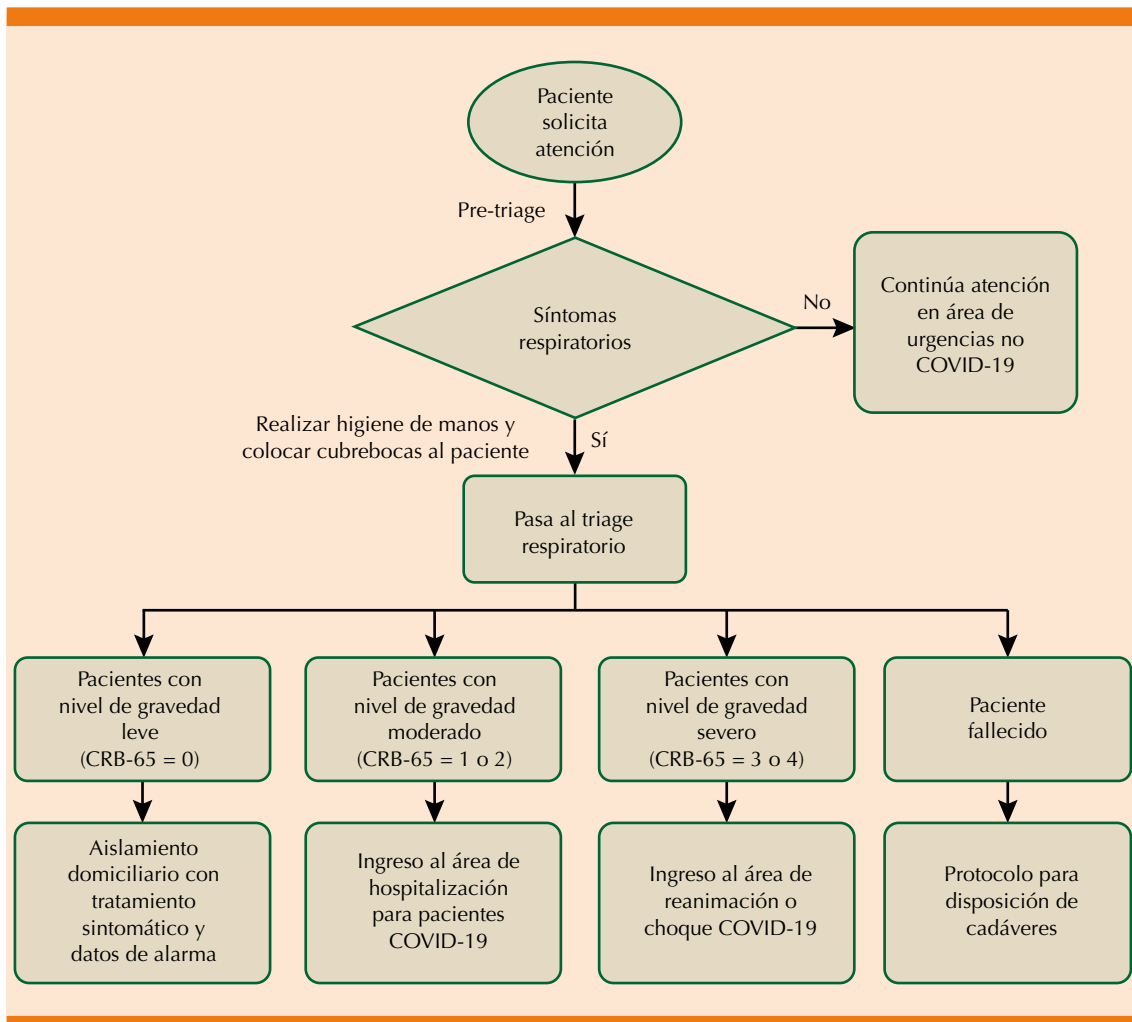 Paciente
solicita
atención
Pre-triage
Síntomas
respiratorios
No
Continúa atención
en área de
urgencias no
COVID-19
Realizar higiene de manos y
colocar cubrebocas al paciente
Sí
Pasa al triage
respiratorio
Pacientes con
nivel de gravedad
leve
(CRB-65 = 0)
Pacientes con
nivel de gravedad
moderado
(CRB-65 = 1 o 2)
Pacientes con
nivel de gravedad
severo
(CRB-65 = 3 o 4)
Paciente
fallecido
Aislamiento
domiciliario con
tratamiento
sintomático y
datos de alarma
Ingreso al área de
hospitalización
para pacientes
COVID-19
Ingreso al área de
reanimación o
choque COVID-19
Protocolo para
disposición de
cadáveres